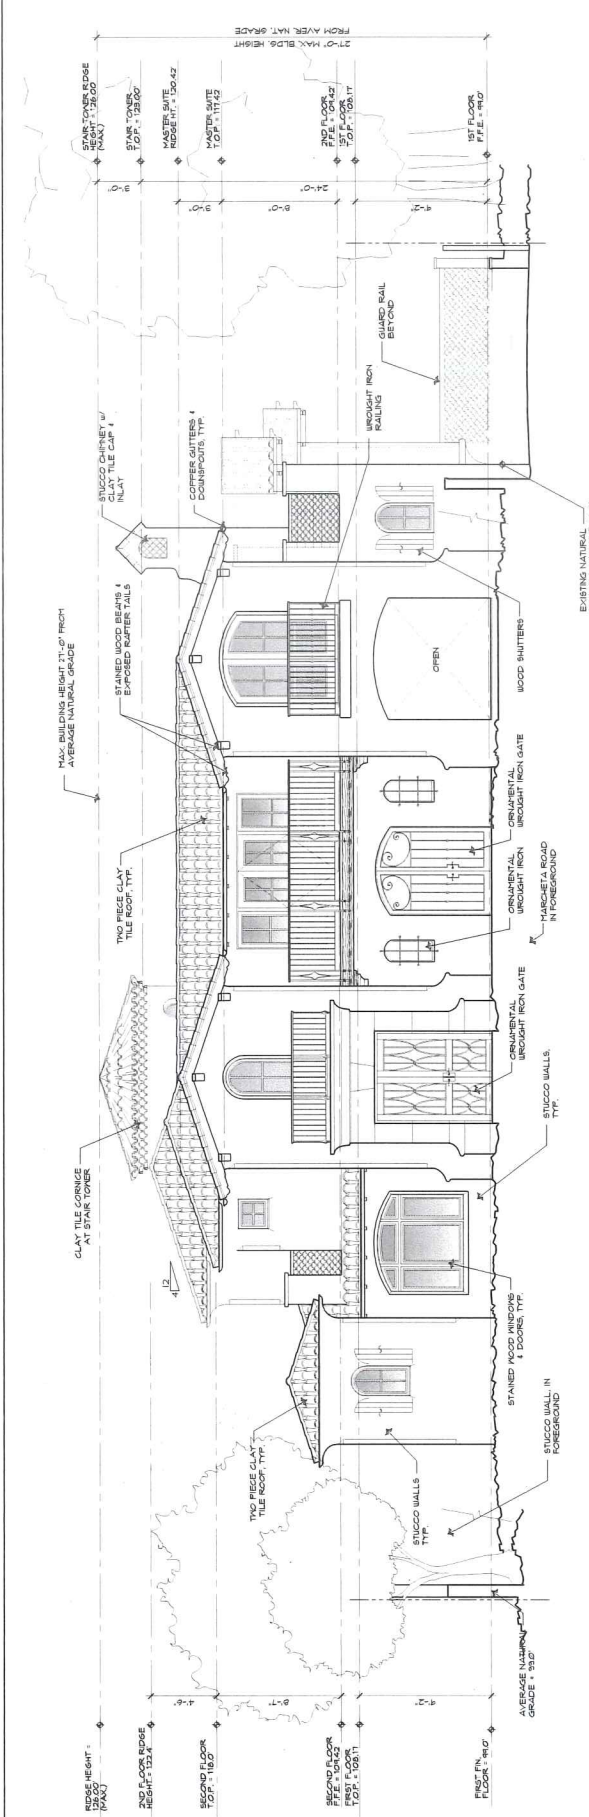 RIDGE HEIGHT =
126.00'
(MAX.)
2ND FLOOR RIDGE
HEIGHT = 122.4'
SECOND FLOOR
T.O.P. = 118.0'
SECOND FLOOR
F.F.E. = 109.42
FIRST FLOOR
T.O.P. = 108.17
FIRST FIN.
FLOOR = 99.0'
4'-6"
8'-7"
9'-2"
AVERAGE NATURAL
GRADE = 99.0'
TWO PIECE CLAY
TILE ROOF, TYP.
STUCCO WALLS
TYP.
STUCCO WALL, IN
FOREGROUND
CLAY TILE CORNICE
AT STAIR TOWER
12
4
STAINED WOOD WINDOWS
& DOORS, TYP.
STUCCO WALLS,
TYP.
ORNAMENTAL
WROUGHT IRON GATE
TWO PIECE CLAY
TILE ROOF, TYP.
MAX. BUILDING HEIGHT 27'-0" FROM
AVERAGE NATURAL GRADE
ORNAMENTAL
WROUGHT IRON
MARCHETA ROAD
IN FOREGROUND
ORNAMENTAL
WROUGHT IRON GATE
STAINED WOOD BEAMS &
EXPOSED RAFTER TAILS
OPEN
STUCCO CHIMNEY w/
CLAY TILE CAP &
INLAY
COPPER GUTTERS &
DOWNSPOUTS, TYP.
WROUGHT IRON
RAILING
WOOD SHUTTERS
GUARD RAIL
BEYOND
EXISTING NATURAL
STAIR TOWER RIDGE
HEIGHT = 126.00'
(MAX.)
STAIR TOWER
T.O.P. = 123.00'
MASTER SUITE
RIDGE HT. = 120.42'
MASTER SUITE
T.O.P. = 117.42
2ND FLOOR
F.F.E. = 109.42'
1ST FLOOR
T.O.P. = 108.17
1ST FLOOR
F.F.E. = 99.0'
3'-0"
3'-0"
8'-0"
24'-0"
9'-2"
27'-0" MAX. BLDG. HEIGHT
FROM AVER. NAT. GRADE